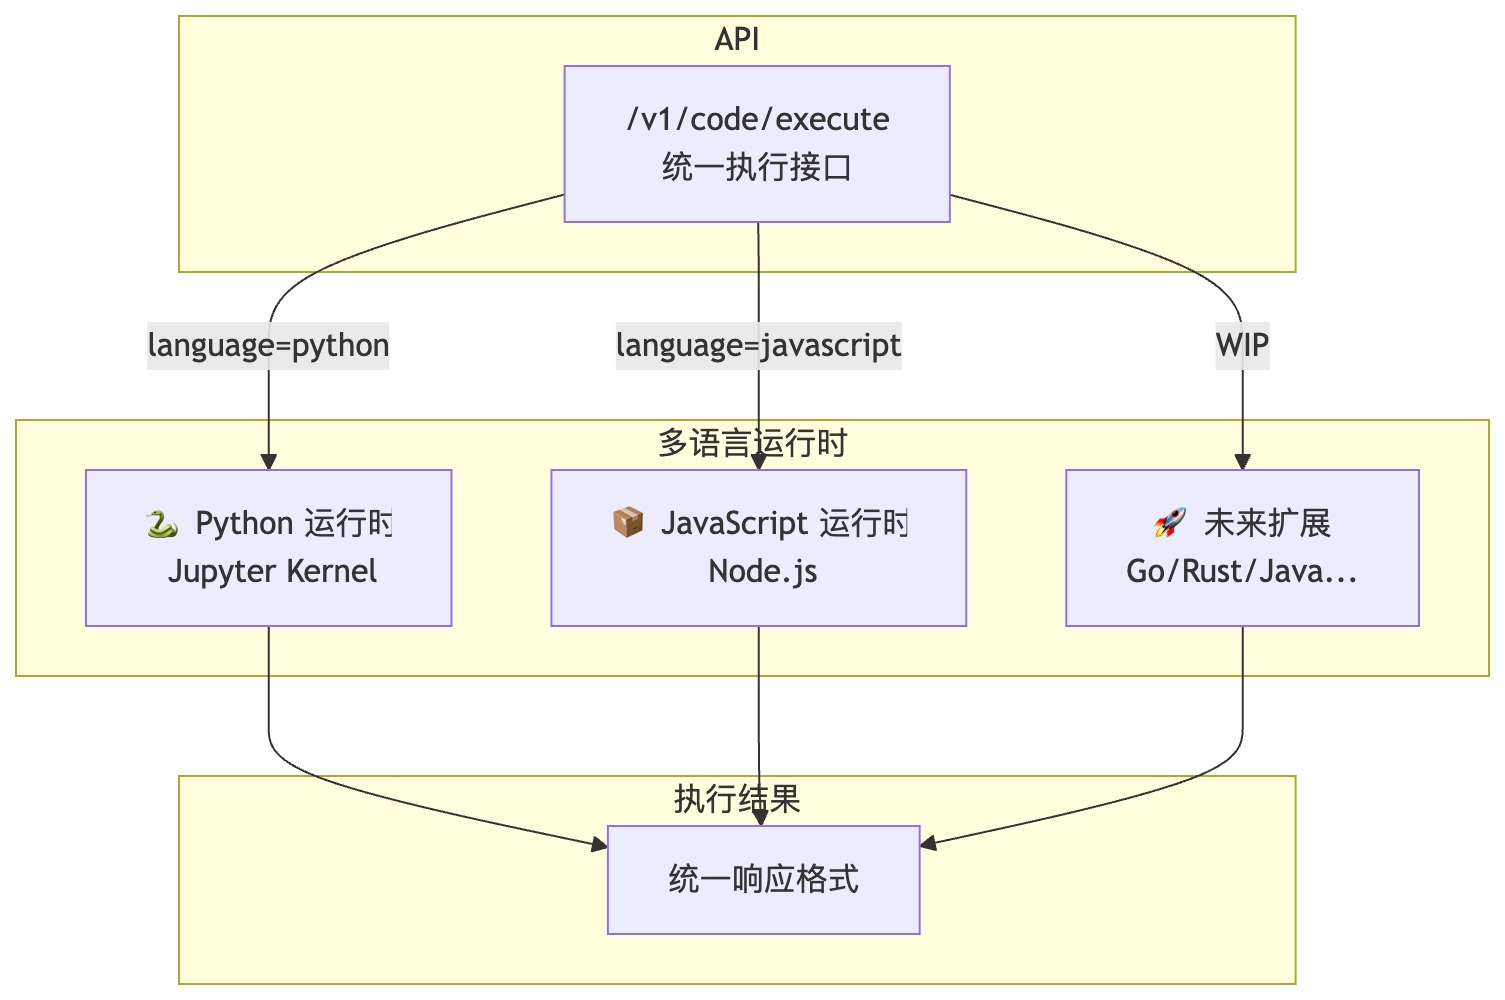 API
/v1/code/execute
统一执行接口
language=python
language=javascript
WIP
多语言运行时
🐍 Python 运行时
Jupyter Kernel
📦 JavaScript 运行时
Node.js
🚀 未来扩展
Go/Rust/Java...
执行结果
统一响应格式